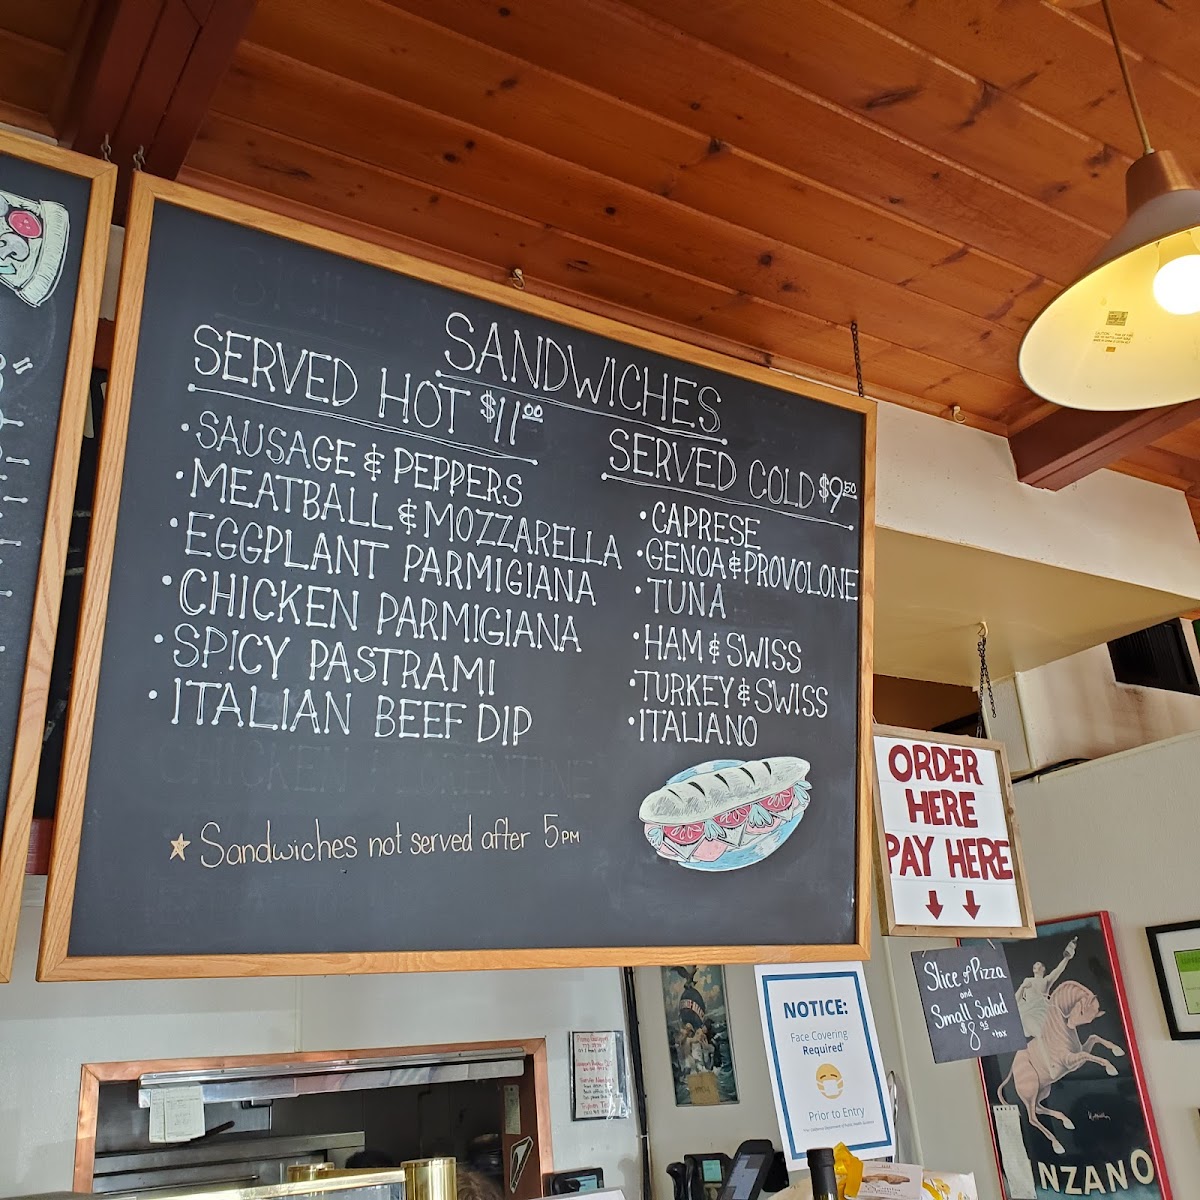 SANDWICHES
SERVED HOT $11.00
• SAUSAGE & PEPPERS
• MEATBALL & MOZZARELLA
• EGGPLANT PARMIGIANA
• CHICKEN PARMIGIANA
• SPICY PASTRAMI
• ITALIAN BEEF DIP
CHICKEN FLORENTINE
SERVED COLD $9.50
• CAPRESE
• GENOA & PROVOLONE
• TUNA
• HAM & SWISS
• TURKEY & SWISS
• ITALIANO
★ Sandwiches not served after 5PM
ORDER
HERE
PAY HERE
Slice of Pizza
and
Small Salad
+tax
NOTICE:
Face Covering
Required*
Prior to Entry
NZANO